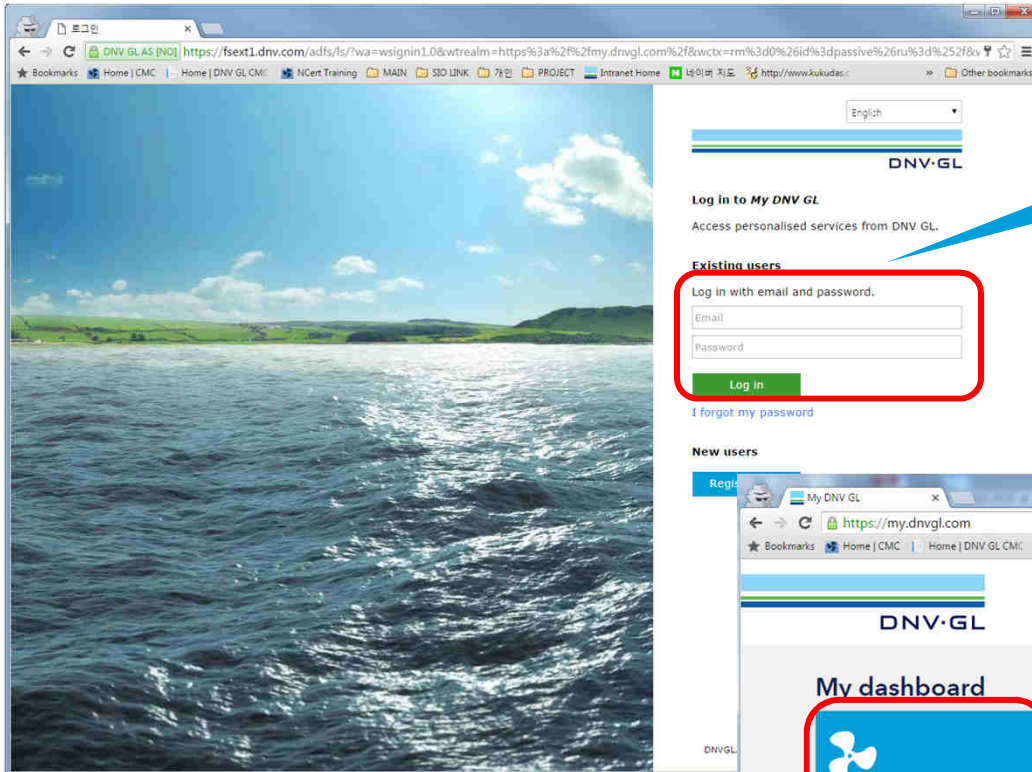 로그인
DNV GL AS [NO] https://fsext1.dnv.com/adfs/ls/?wa=wsignin1.0&wtrealm=https%3a%2f%2fmy.dnvgl.com%2f&wctx=rm%3d0%26id%3dpassive%26ru%3d%252f&v
Bookmarks Home | CMC Home | DNV GL CMC NCert Training MAIN SIO LINK 개인 PROJECT Intranet Home 네이버 지도 http://www.kukudas.c » Other bookmarks
English
DNV·GL
Log in to My DNV GL
Access personalised services from DNV GL.
Existing users
Log in with email and password.
Email
Password
Log in
I forgot my password
New users
Regis
My DNV GL
https://my.dnvgl.com
Bookmarks Home | CMC Home | DNV GL CMC
DNV·GL
My dashboard
DNVGL.